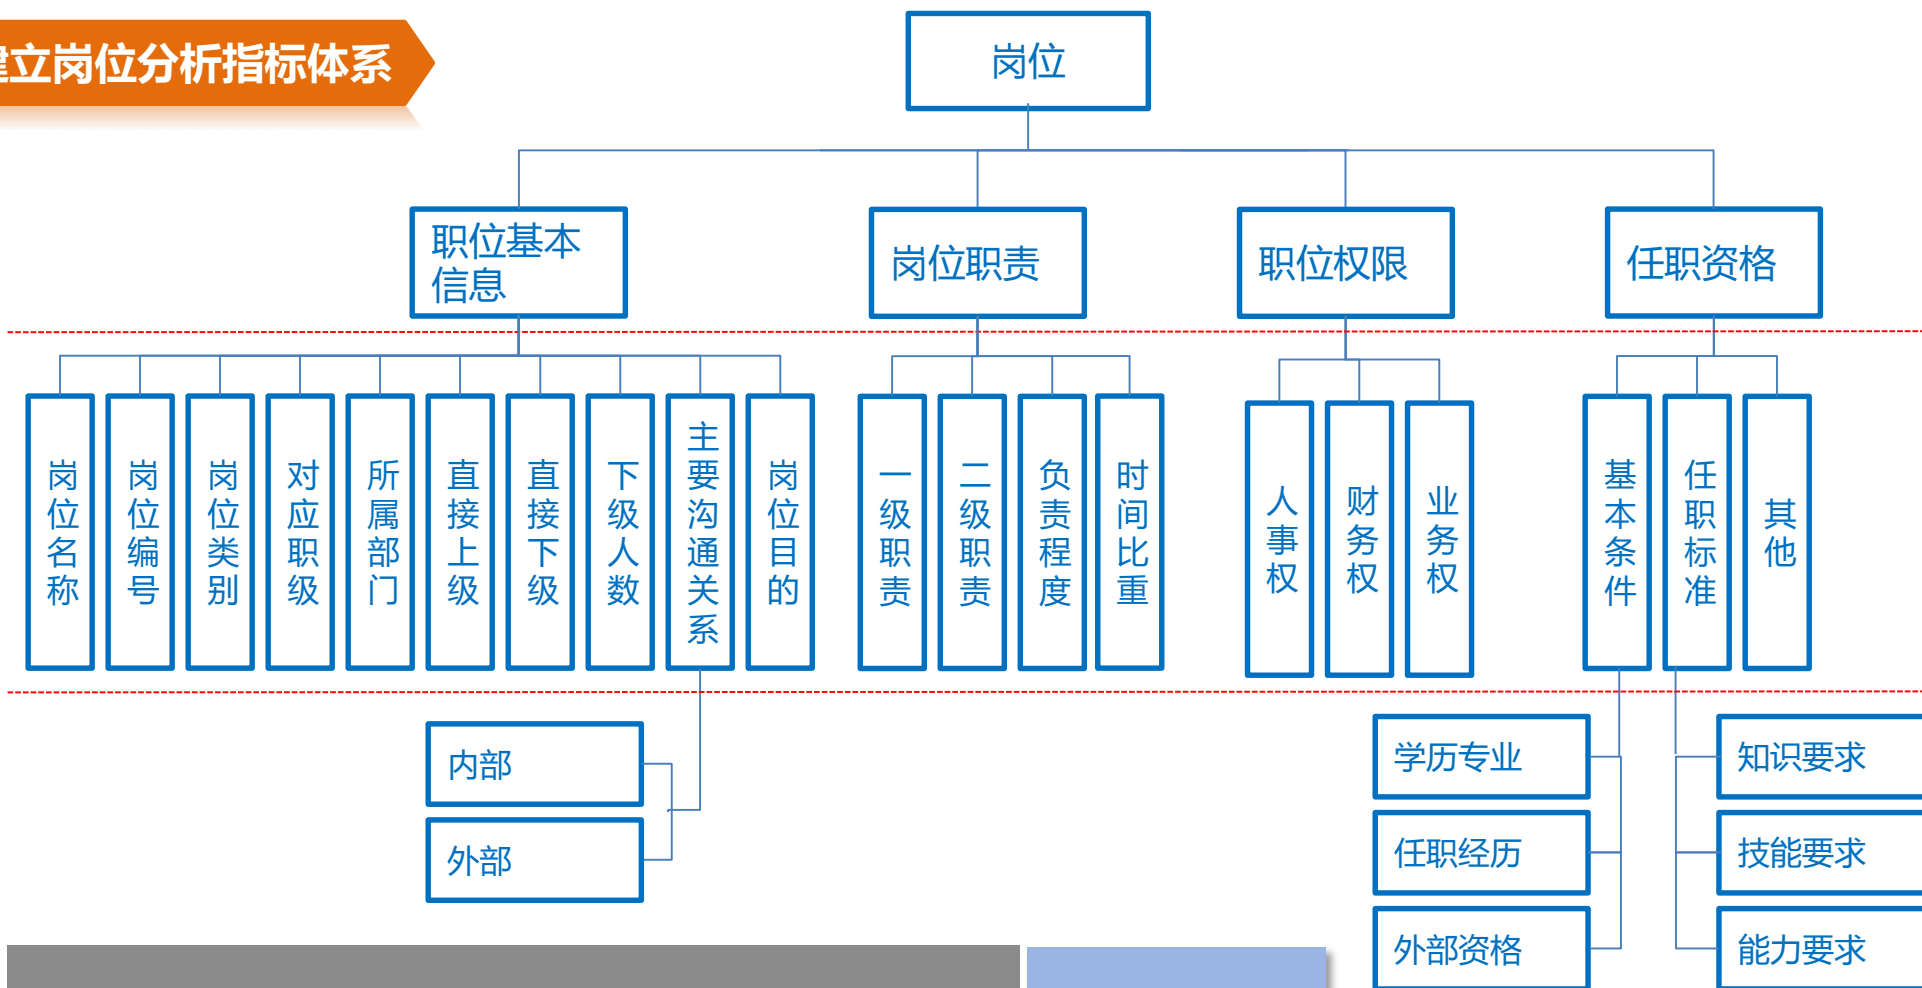 建立岗位分析指标体系
岗位
职位基本
信息
岗位职责
职位权限
任职资格
岗位名称
岗位编号
岗位类别
对应职级
所属部门
直接上级
直接下级
下级人数
主要沟通关系
岗位目的
一级职责
二级职责
负责程度
时间比重
人事权
财务权
业务权
基本条件
任职标准
其他
内部
外部
学历专业
任职经历
外部资格
知识要求
技能要求
能力要求